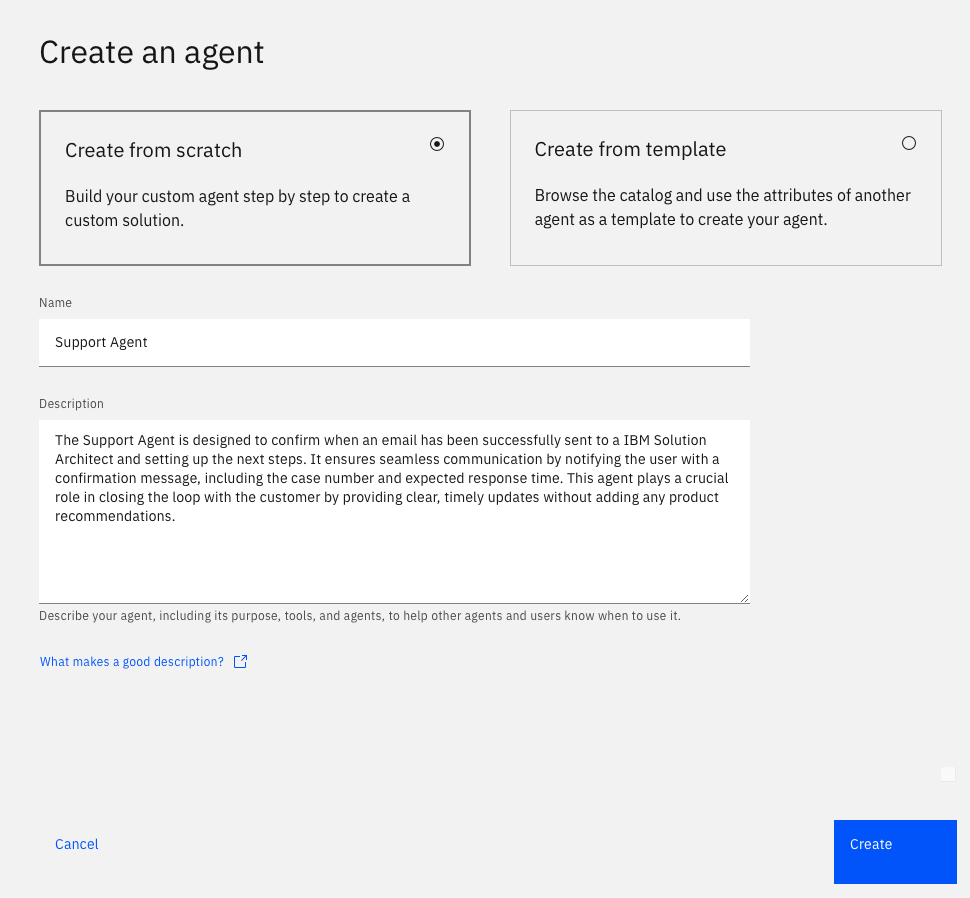 Create an agent
Create from scratch
Build your custom agent step by step to create a
custom solution.
Create from template
Browse the catalog and use the attributes of another
agent as a template to create your agent.
Name
Support Agent
Description
The Support Agent is designed to confirm when an email has been successfully sent to a IBM Solution
Architect and setting up the next steps. It ensures seamless communication by notifying the user with a
confirmation message, including the case number and expected response time. This agent plays a crucial
role in closing the loop with the customer by providing clear, timely updates without adding any product
recommendations.
Describe your agent, including its purpose, tools, and agents, to help other agents and users know when to use it.
What makes a good description?
Cancel
Create